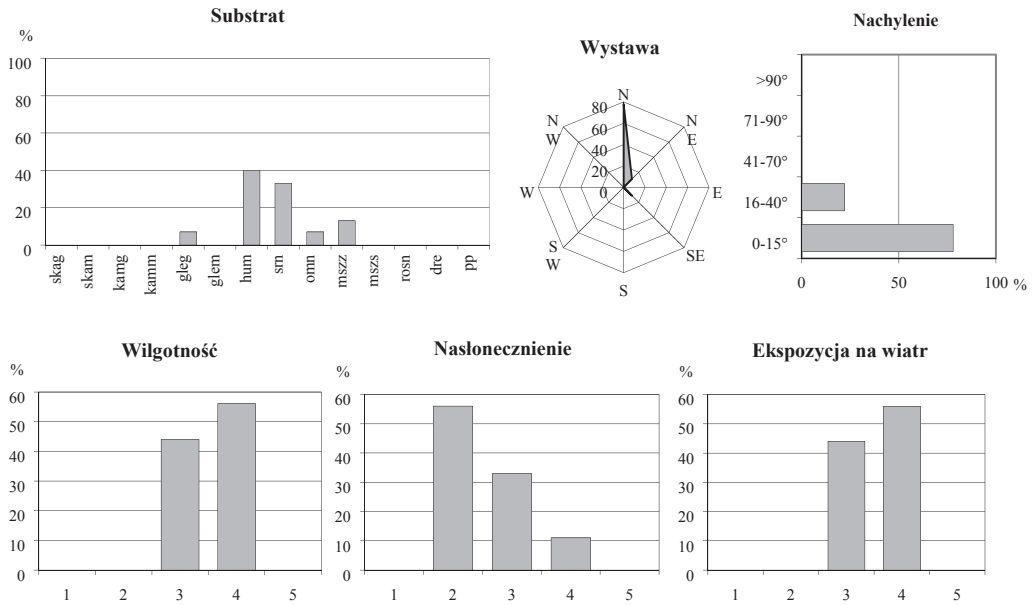 Substrat
%
100
80
60
40
20
0
skag
skam
kamg
kamm
gleg
glem
hum
srn
omn
mszz
mszs
rosn
dre
pp
Wystawa
N
N
E
E
SE
S
S
W
W
N
W
80
60
40
20
0
Nachylenie
>90°
71-90°
41-70°
16-40°
0-15°
0 50 100 %
Wilgotność
%
60
50
40
30
20
10
0
1 2 3 4 5
Nasłonecznienie
%
60
50
40
30
20
10
0
1 2 3 4 5
Ekspozycja na wiatr
%
60
50
40
30
20
10
0
1 2 3 4 5